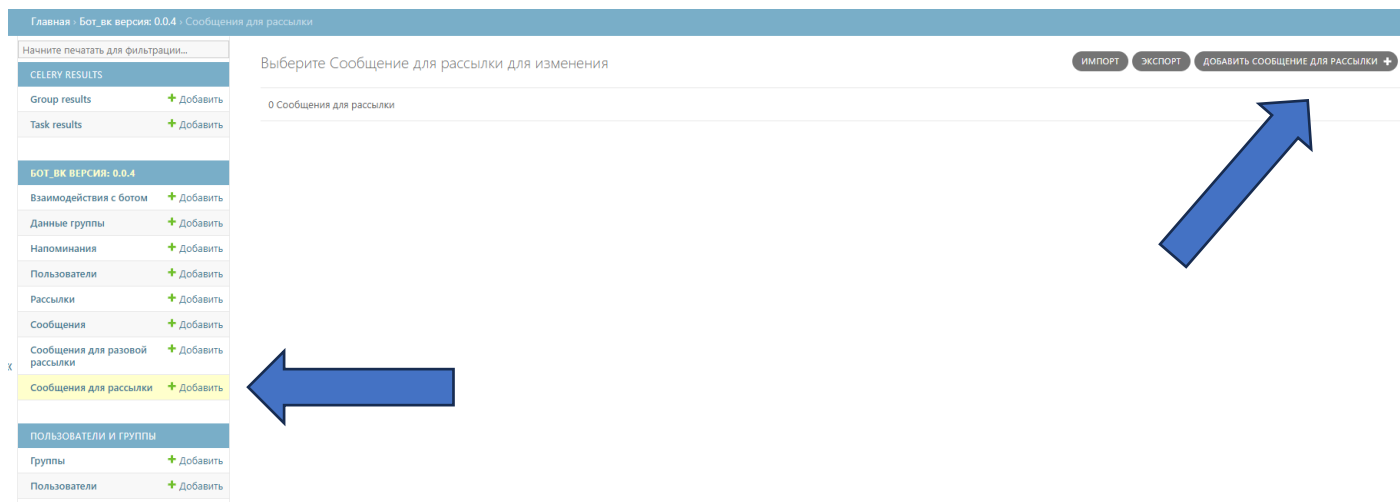 Главная › Бот_вк версия: 0.0.4 › Сообщения для рассылки
Начните печатать для фильтрации...
CELERY RESULTS
Group results + Добавить
Task results + Добавить
БОТ_ВК ВЕРСИЯ: 0.0.4
Взаимодействия с ботом + Добавить
Данные группы + Добавить
Напоминания + Добавить
Пользователи + Добавить
Рассылки + Добавить
Сообщения + Добавить
Сообщения для разовой + Добавить
рассылки
Сообщения для рассылки + Добавить
ПОЛЬЗОВАТЕЛИ И ГРУППЫ
Группы + Добавить
Пользователи + Добавить
Выберите Сообщение для рассылки для изменения
ИМПОРТ ЭКСПОРТ ДОБАВИТЬ СООБЩЕНИЕ ДЛЯ РАССЫЛКИ +
0 Сообщения для рассылки